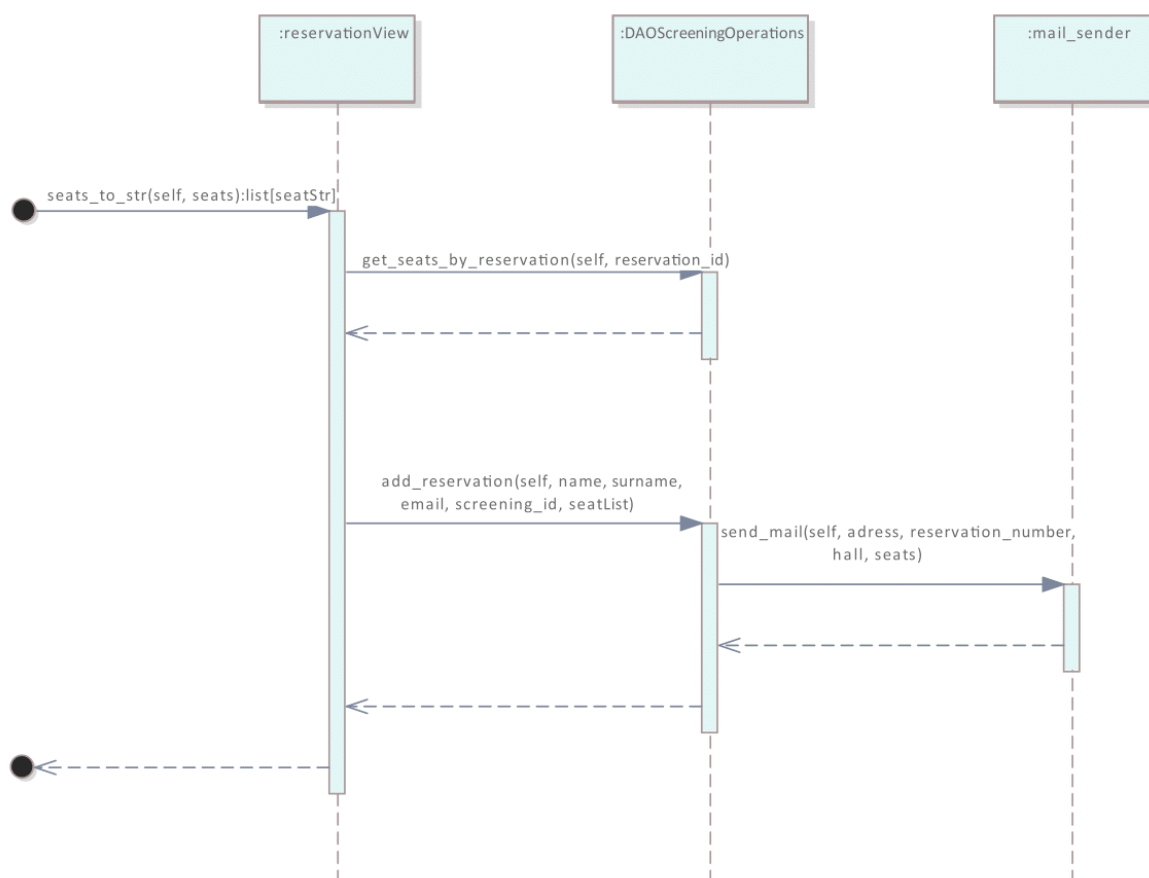 :reservationView
:DAOScreeningOperations
:mail_sender
seats_to_str(self, seats):list[seatStr]
get_seats_by_reservation(self, reservation_id)
add_reservation(self, name, surname,
email, screening_id, seatList)
send_mail(self, adress, reservation_number,
hall, seats)